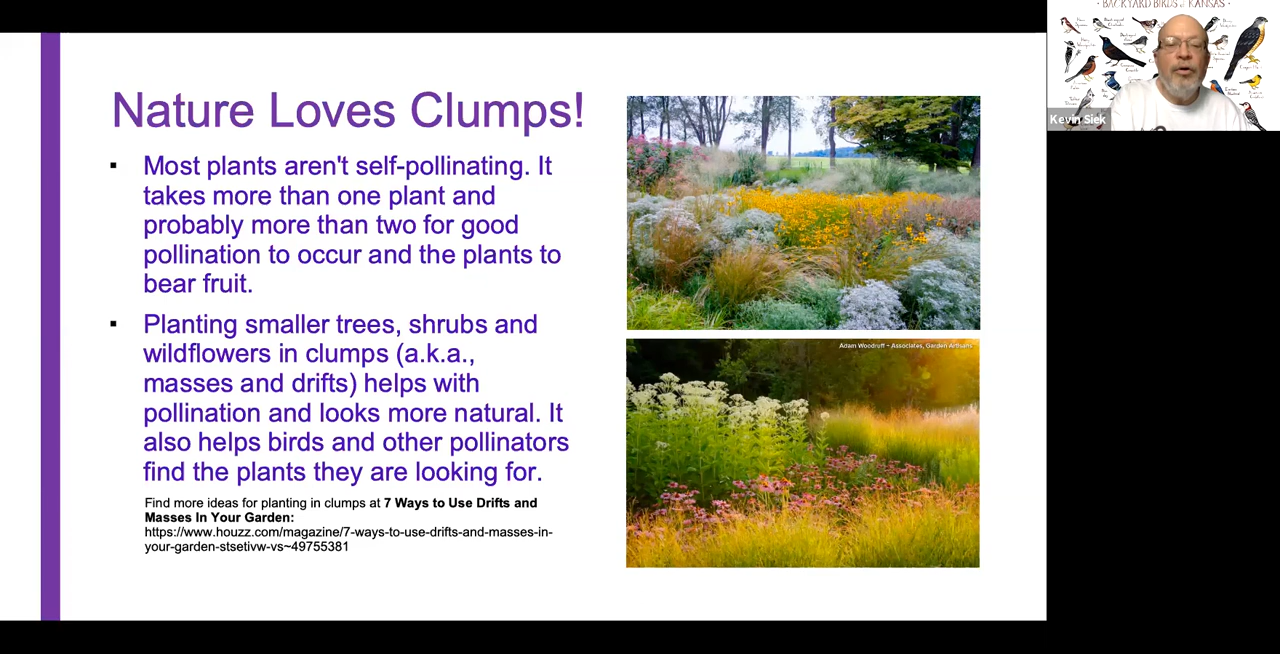 Nature Loves Clumps!
▪ Most plants aren't self-pollinating. It
takes more than one plant and
probably more than two for good
pollination to occur and the plants to
bear fruit.
▪ Planting smaller trees, shrubs and
wildflowers in clumps (a.k.a.,
masses and drifts) helps with
pollination and looks more natural. It
also helps birds and other pollinators
find the plants they are looking for.
Find more ideas for planting in clumps at 7 Ways to Use Drifts and
Masses In Your Garden:
https://www.houzz.com/magazine/7-ways-to-use-drifts-and-masses-in-
your-garden-stsetivw-vs~49755381
Adam Woodruff + Associates, Garden Artisans
BACKYARD BIRDS of KANSAS
Kevin Siek